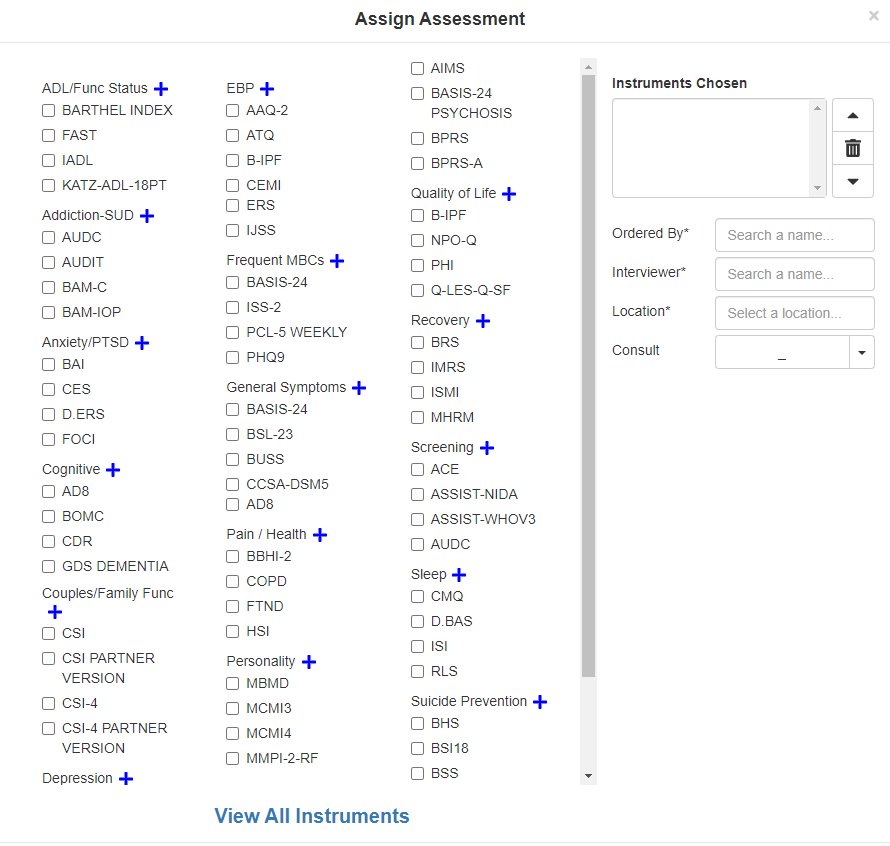 Assign Assessment
×
ADL/Func Status
BARTHEL INDEX
FAST
IADL
KATZ-ADL-18PT
Addiction-SUD
AUDC
AUDIT
BAM-C
BAM-IOP
Anxiety/PTSD
BAI
CES
D.ERS
FOCI
Cognitive
AD8
BOMC
CDR
GDS DEMENTIA
Couples/Family Func
CSI
CSI PARTNER
VERSION
CSI-4
CSI-4 PARTNER
VERSION
Depression
EBP
AAQ-2
ATQ
B-IPF
CEMI
ERS
IJSS
Frequent MBCs
BASIS-24
ISS-2
PCL-5 WEEKLY
PHQ9
General Symptoms
BASIS-24
BSL-23
BUSS
CCSA-DSM5
AD8
Pain / Health
BBHI-2
COPD
FTND
HSI
Personality
MBMD
MCMI3
MCMI4
MMPI-2-RF
AIMS
BASIS-24
PSYCHOSIS
BPRS
BPRS-A
Quality of Life
B-IPF
NPO-Q
PHI
Q-LES-Q-SF
Recovery
BRS
IMRS
ISMI
MHRM
Screening
ACE
ASSIST-NIDA
ASSIST-WHOV3
AUDC
Sleep
CMQ
D.BAS
ISI
RLS
Suicide Prevention
BHS
BSI18
BSS
Instruments Chosen
Ordered By* Search a name...
Interviewer* Search a name...
Location* Select a location...
Consult _
View All Instruments